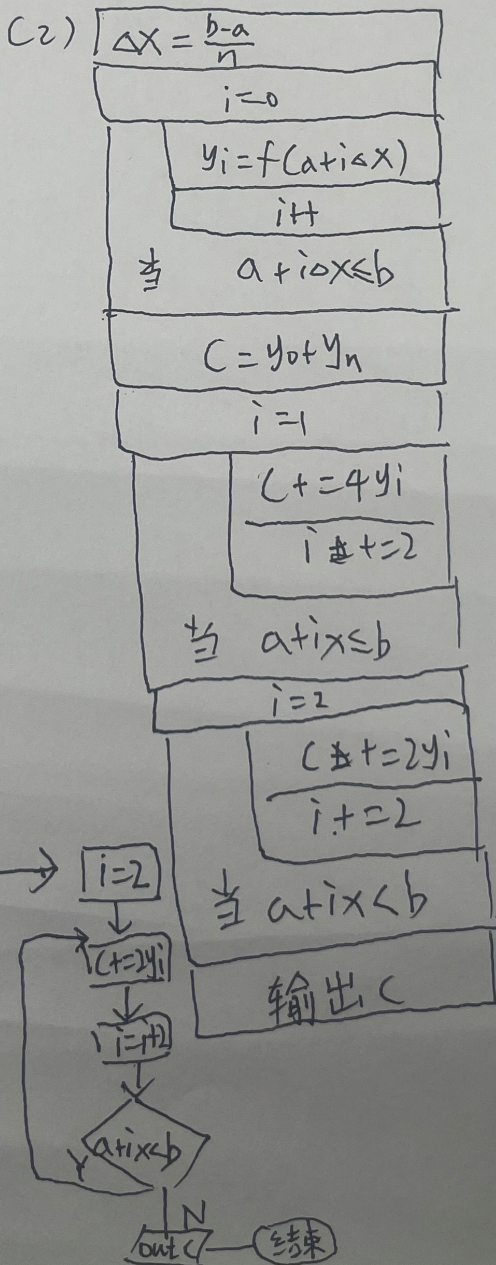 (2) Δx = b-a/n
i=0
yi=f(a+iΔx)
i++
当 a+iΔx≤b
C=y0+yn
i=1
C+=4yi
i+=2
当 a+ix≤b
i=2
C+=2yi
i+=2
当 a+ix<b
输出C
i=2
C+=2yi
i=i+2
a+ix<b
Y
N
out C
结束